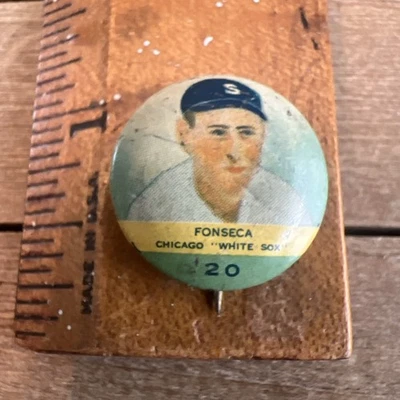 S
FONSECA
CHICAGO "WHITE SOX"
20
1
MADE IN U.S.A.